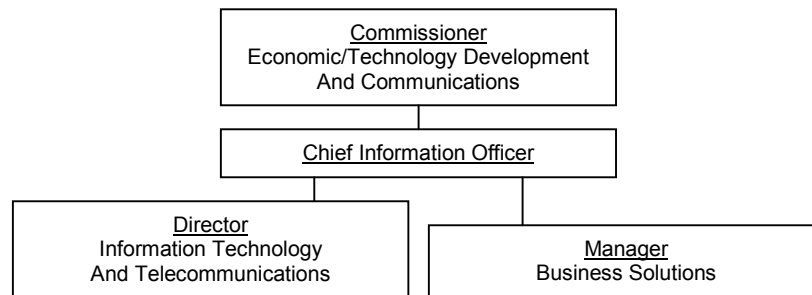 Commissioner
Economic/Technology Development
And Communications
Chief Information Officer
Director
Information Technology
And Telecommunications
Manager
Business Solutions